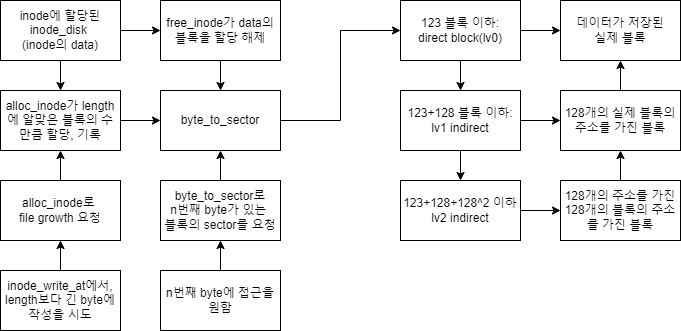 inode에 할당된
inode_disk
(inode의 data)
free_inode가 data의
블록을 할당 해제
123 블록 이하:
direct block(lv0)
데이터가 저장된
실제 블록
alloc_inode가 length
에 알맞은 블록의 수
만큼 할당, 기록
byte_to_sector
123+128 블록 이하:
lv1 indirect
128개의 실제 블록의
주소를 가진 블록
alloc_inode로
file growth 요청
byte_to_sector로
n번째 byte가 있는
블록의 sector를 요청
123+128+128^2 이하
lv2 indirect
128개의 주소를 가진
128개의 블록의 주소
를 가진 블록
inode_write_at에서,
length보다 긴 byte에
작성을 시도
n번째 byte에 접근을
원함